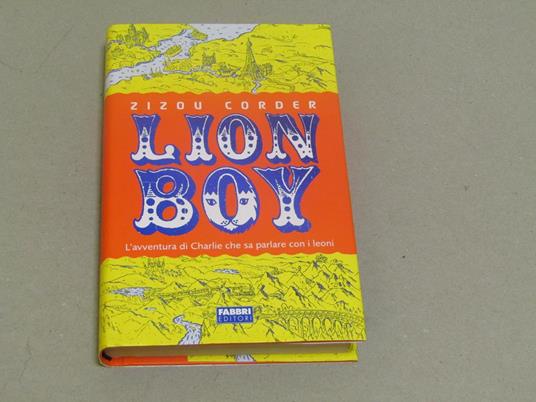 ZIZOU CORDER
LION
BOY
L'avventura di Charlie che sa parlare con i leoni
FABBRI
EDITORI